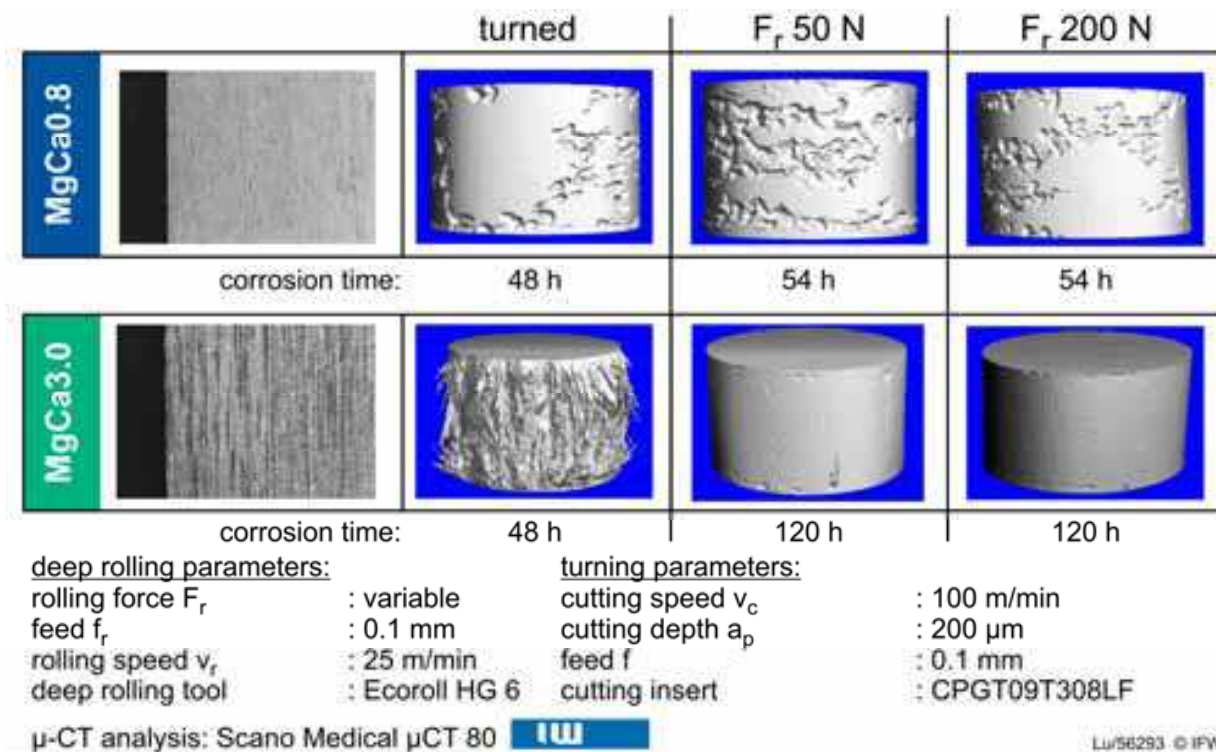 turned F_r 50 N F_r 200 N
MgCa0.8
corrosion time: 48 h 54 h 54 h
MgCa3.0
corrosion time: 48 h 120 h 120 h
deep rolling parameters: turning parameters:
rolling force F_r : variable cutting speed v_c : 100 m/min
feed f_r : 0.1 mm cutting depth a_p : 200 µm
rolling speed v_r : 25 m/min feed f : 0.1 mm
deep rolling tool : Ecoroll HG 6 cutting insert : CPGT09T308LF
µ-CT analysis: Scano Medical µCT 80
Lu/56293 © IFW